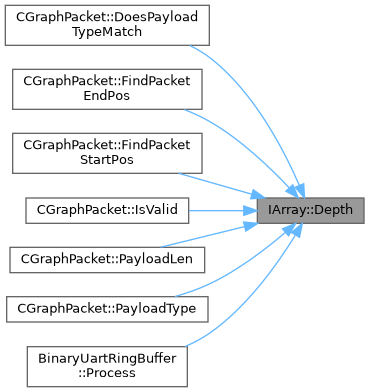 CGraphPacket::DoesPayload
TypeMatch
CGraphPacket::FindPacket
EndPos
CGraphPacket::FindPacket
StartPos
CGraphPacket::IsValid
IArray::Depth
CGraphPacket::PayloadLen
CGraphPacket::PayloadType
BinaryUartRingBuffer
::Process